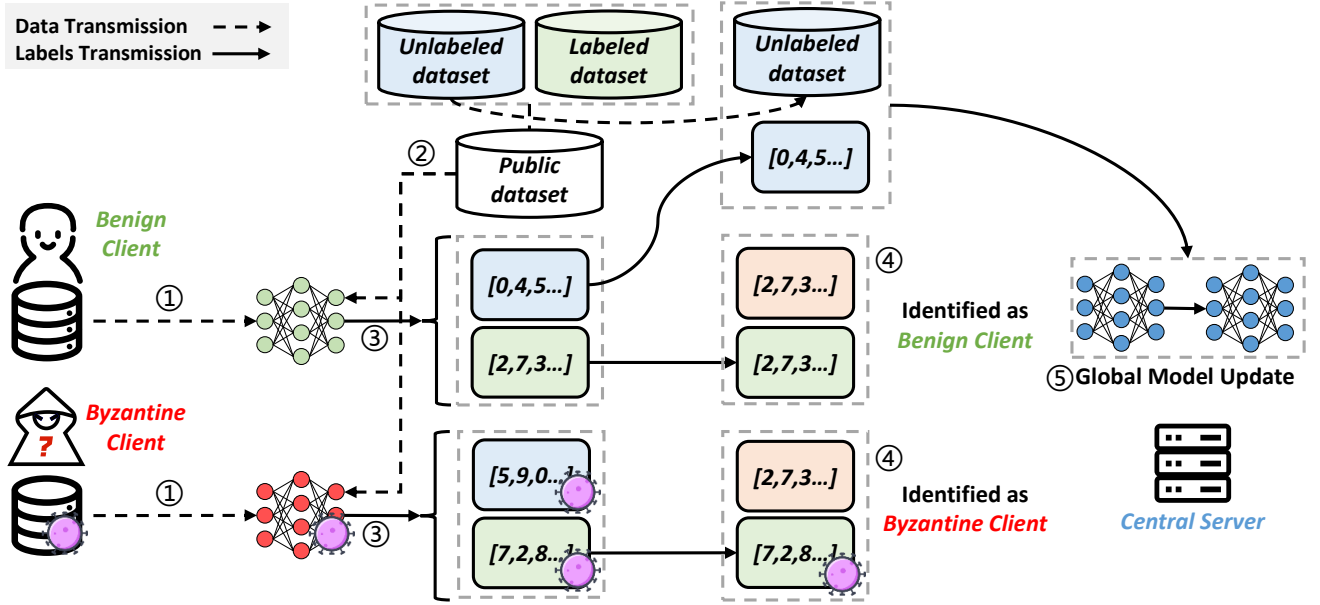 Data Transmission
Labels Transmission
Unlabeled
dataset
Labeled
dataset
Unlabeled
dataset
②
Public
dataset
[0,4,5...]
Benign
Client
①
③
[0,4,5...]
[2,7,3...]
[2,7,3...]
[2,7,3...]
④
Identified as
Benign Client
⑤ Global Model Update
?
Byzantine
Client
①
③
[5,9,0...]
[7,2,8...]
[2,7,3...]
[7,2,8...]
④
Identified as
Byzantine Client
Central Server